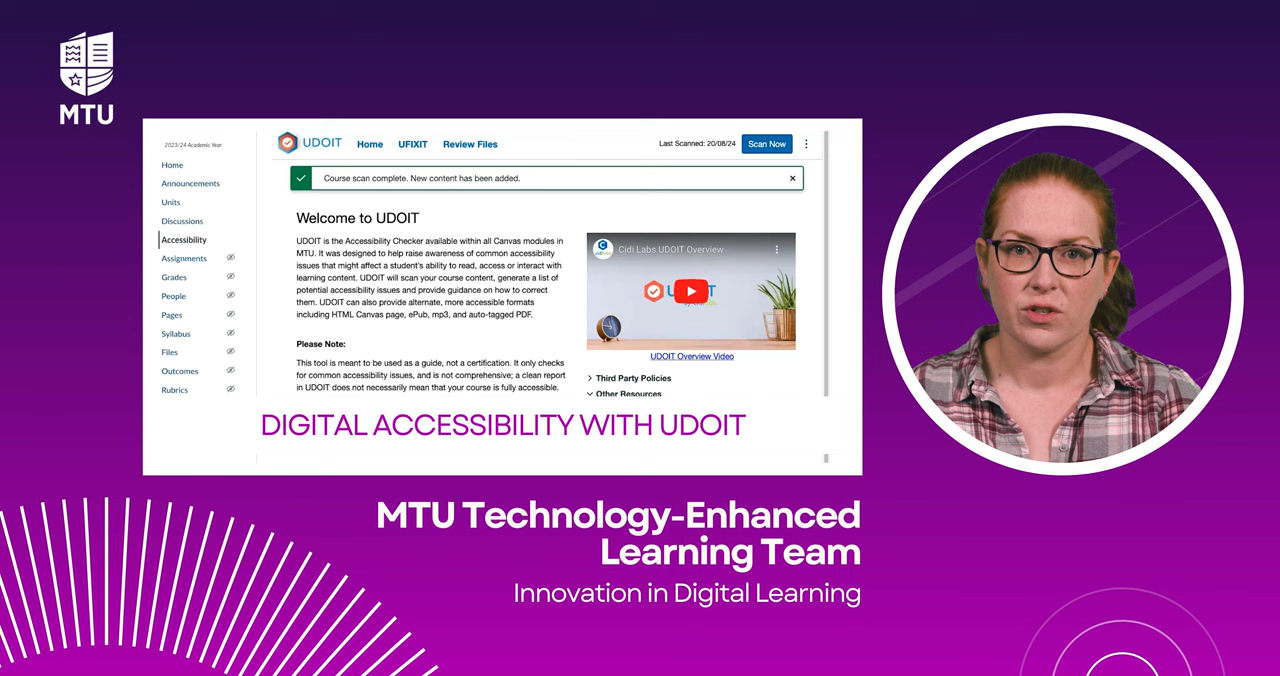 MTU
2023/24 Academic Year
Home
Announcements
Units
Discussions
Accessibility
Assignments
Grades
People
Pages
Syllabus
Files
Outcomes
Rubrics
UDOIT
Home
UFIXIT
Review Files
Last Scanned: 20/08/24
Scan Now
Course scan complete. New content has been added.
Welcome to UDOIT
UDOIT is the Accessibility Checker available within all Canvas modules in
MTU. It was designed to help raise awareness of common accessibility
issues that might affect a student's ability to read, access or interact with
learning content. UDOIT will scan your course content, generate a list of
potential accessibility issues and provide guidance on how to correct
them. UDOIT can also provide alternate, more accessible formats
including HTML Canvas page, ePub, mp3, and auto-tagged PDF.
Please Note:
This tool is meant to be used as a guide, not a certification. It only checks
for common accessibility issues, and is not comprehensive; a clean report
in UDOIT does not necessarily mean that your course is fully accessible.
Cidi Labs UDOIT Overview
UDOIT Overview Video
Third Party Policies
Other Resources
DIGITAL ACCESSIBILITY WITH UDOIT
MTU Technology-Enhanced
Learning Team
Innovation in Digital Learning